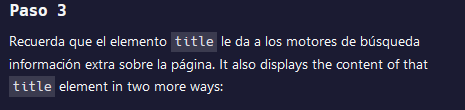 Paso 3
Recuerda que el elemento title le da a los motores de búsqueda
información extra sobre la página. It also displays the content of that
title element in two more ways: